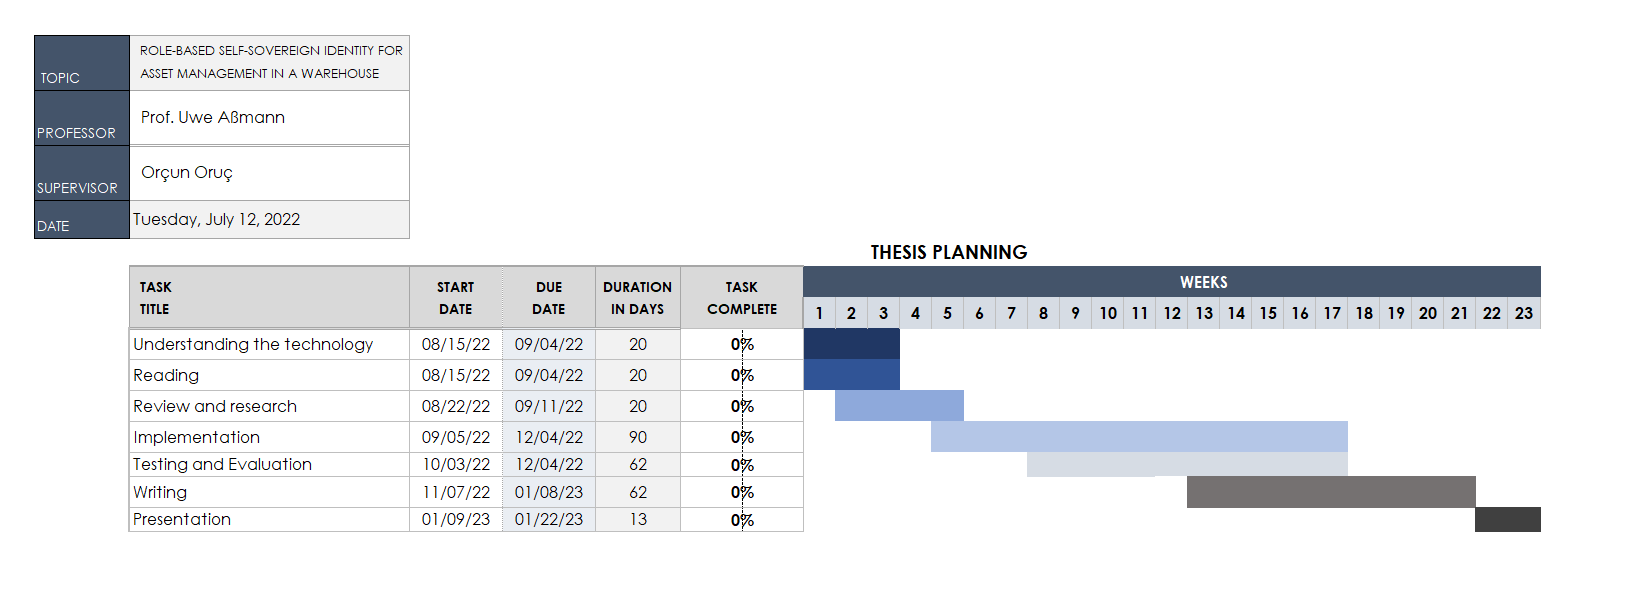 TOPIC
ROLE-BASED SELF-SOVEREIGN IDENTITY FOR
ASSET MANAGEMENT IN A WAREHOUSE
PROFESSOR
Prof. Uwe Aßmann
SUPERVISOR
Orçun Oruç
DATE
Tuesday, July 12, 2022
THESIS PLANNING
TASK TITLE START DATE DUE DATE DURATION IN DAYS TASK COMPLETE WEEKS
1 2 3 4 5 6 7 8 9 10 11 12 13 14 15 16 17 18 19 20 21 22 23
Understanding the technology 08/15/22 09/04/22 20 0%
Reading 08/15/22 09/04/22 20 0%
Review and research 08/22/22 09/11/22 20 0%
Implementation 09/05/22 12/04/22 90 0%
Testing and Evaluation 10/03/22 12/04/22 62 0%
Writing 11/07/22 01/08/23 62 0%
Presentation 01/09/23 01/22/23 13 0%